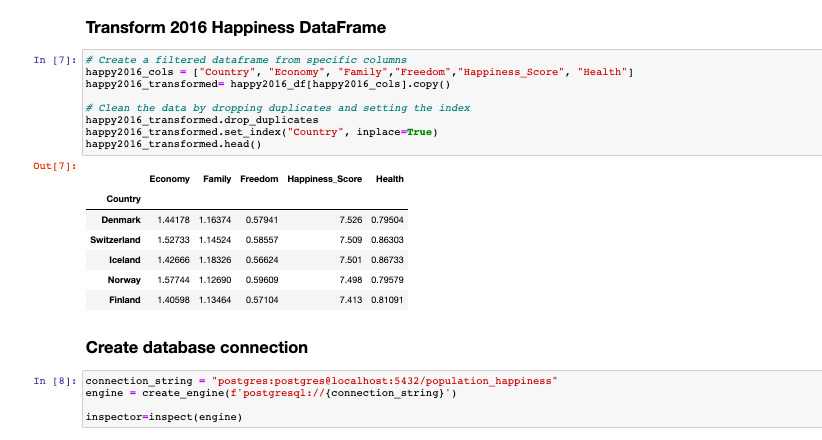 Transform 2016 Happiness DataFrame
In [7]: # Create a filtered dataframe from specific columns
happy2016_cols = ["Country", "Economy", "Family","Freedom","Happiness_Score", "Health"]
happy2016_transformed= happy2016_df[happy2016_cols].copy()
# Clean the data by dropping duplicates and setting the index
happy2016_transformed.drop_duplicates
happy2016_transformed.set_index("Country", inplace=True)
happy2016_transformed.head()
Out[7]:
Economy Family Freedom Happiness_Score Health
Country
Denmark 1.44178 1.16374 0.57941 7.526 0.79504
Switzerland 1.52733 1.14524 0.58557 7.509 0.86303
Iceland 1.42666 1.18326 0.56624 7.501 0.86733
Norway 1.57744 1.12690 0.59609 7.498 0.79579
Finland 1.40598 1.13464 0.57104 7.413 0.81091
Create database connection
In [8]: connection_string = "postgres:postgres@localhost:5432/population_happiness"
engine = create_engine(f'postgresql://{connection_string}')
inspector=inspect(engine)